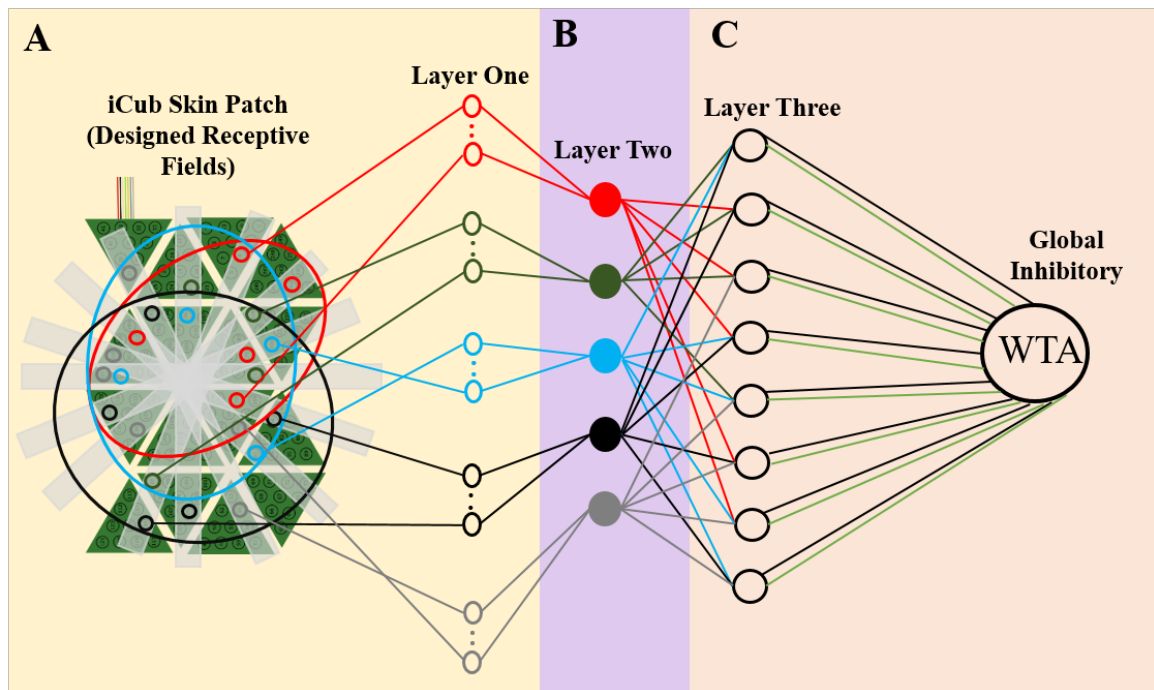 A
B
C
Layer One
iCub Skin Patch
(Designed Receptive
Fields)
Layer Two
Layer Three
Global
Inhibitory
WTA